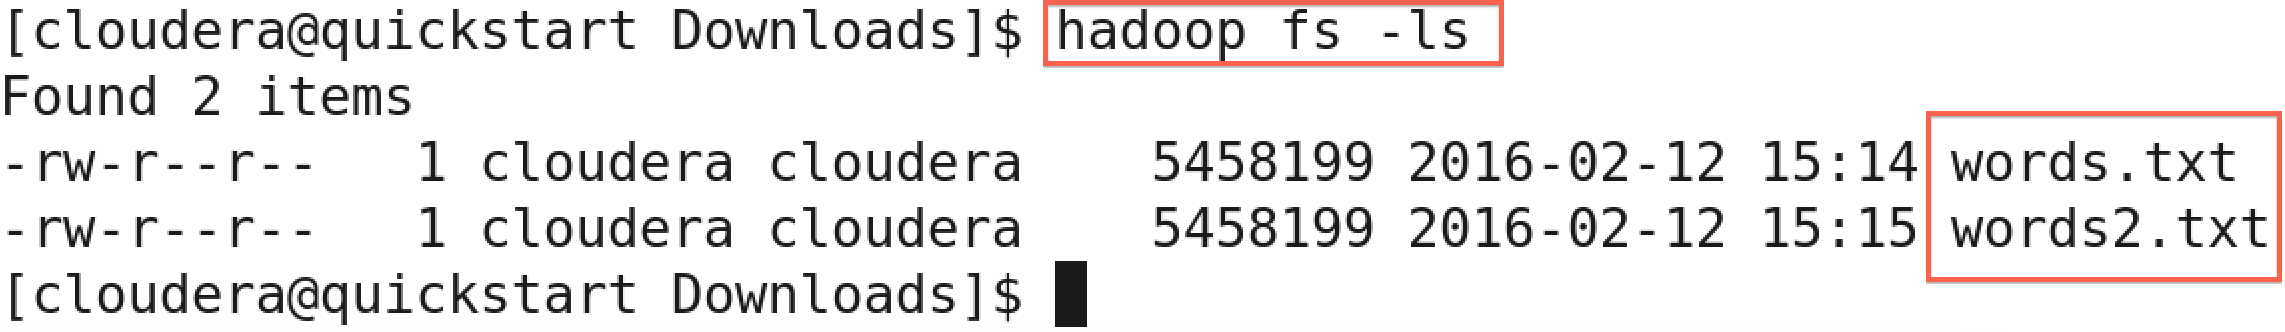 [cloudera@quickstart Downloads]$ hadoop fs -ls
Found 2 items
-rw-r--r--   1 cloudera cloudera    5458199 2016-02-12 15:14 words.txt
-rw-r--r--   1 cloudera cloudera    5458199 2016-02-12 15:15 words2.txt
[cloudera@quickstart Downloads]$